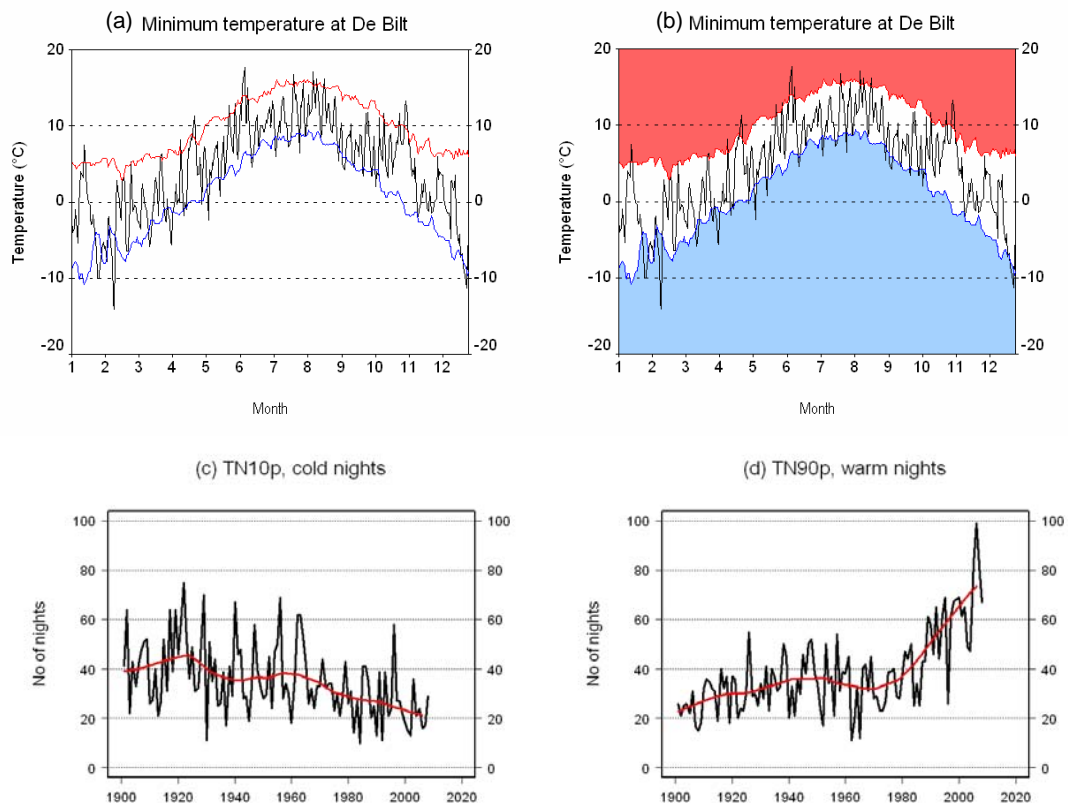 (a) Minimum temperature at De Bilt
20 20
10 10
0 0
-10 -10
-20 -20
Temperature (°C)
1 2 3 4 5 6 7 8 9 10 11 12
Month
(b) Minimum temperature at De Bilt
20 20
10 10
0 0
-10 -10
-20 -20
Temperature (°C)
1 2 3 4 5 6 7 8 9 10 11 12
Month
(c) TN10p, cold nights
100 100
80 80
60 60
40 40
20 20
0 0
No of nights
1900 1920 1940 1960 1980 2000 2020
(d) TN90p, warm nights
100 100
80 80
60 60
40 40
20 20
0 0
No of nights
1900 1920 1940 1960 1980 2000 2020